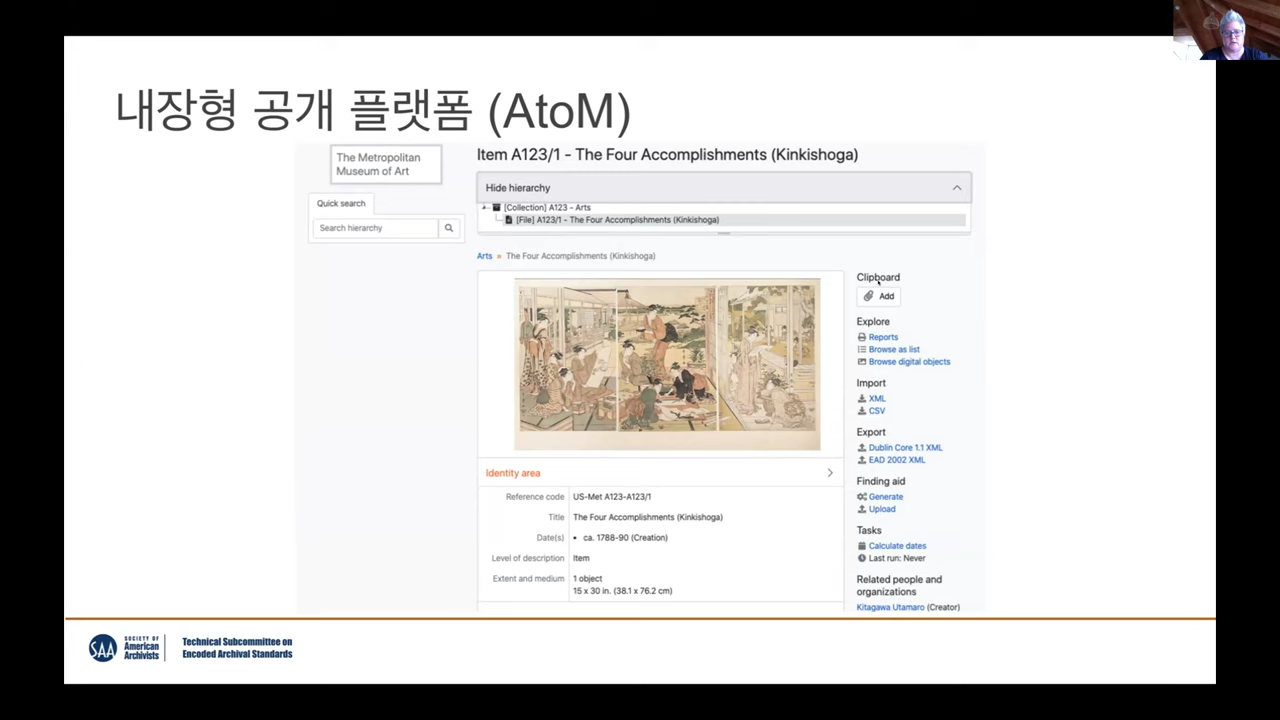 내장형 공개 플랫폼 (AtoM)
The Metropolitan
Museum of Art
Quick search
Search hierarchy
Item A123/1 - The Four Accomplishments (Kinkishoga)
Hide hierarchy
[Collection] A123 - Arts
[File] A123/1 - The Four Accomplishments (Kinkishoga)
Arts » The Four Accomplishments (Kinkishoga)
Identity area
Reference code US-Met A123-A123/1
Title The Four Accomplishments (Kinkishoga)
Date(s) • ca. 1788-90 (Creation)
Level of description Item
Extent and medium 1 object
15 x 30 in. (38.1 x 76.2 cm)
Clipboard
Add
Explore
Reports
Browse as list
Browse digital objects
Import
XML
CSV
Export
Dublin Core 1.1 XML
EAD 2002 XML
Finding aid
Generate
Upload
Tasks
Calculate dates
Last run: Never
Related people and
organizations
Kitagawa Utamaro (Creator)
SAA
SOCIETY OF
American
Archivists
Technical Subcommittee on
Encoded Archival Standards